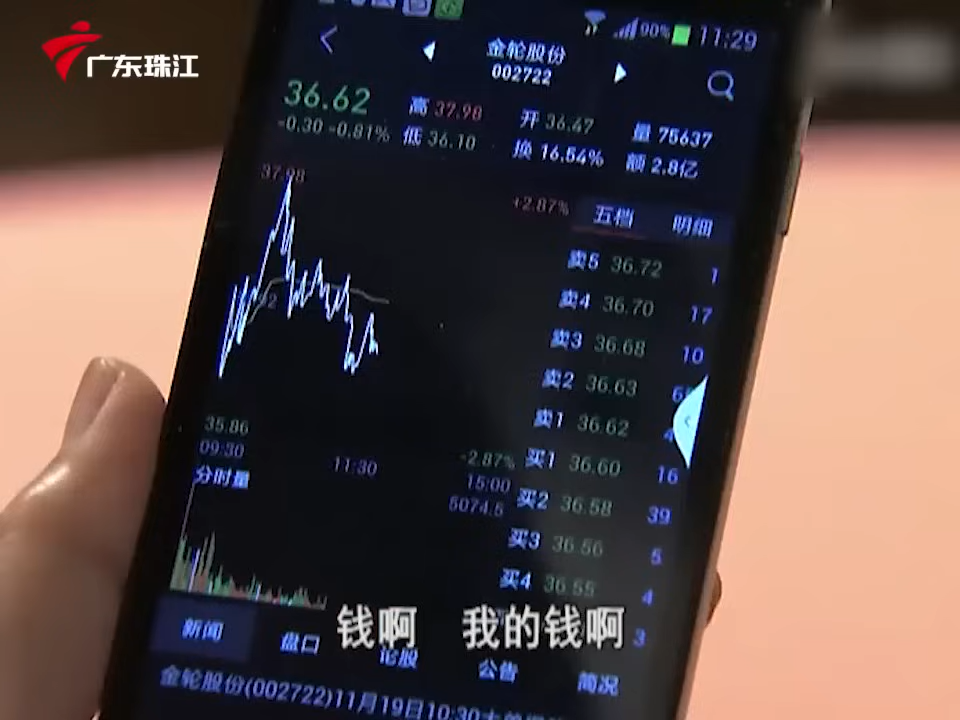 广东珠江
90% 11:29
金轮股份
002722
36.62
-0.30 -0.81%
高 37.98
低 36.10
开 36.47
换 16.54%
量 75637
额 2.8亿
37.98
+2.87%
五档 明细
卖5 36.72 1
卖4 36.70 17
卖3 36.68 10
卖2 36.63
卖1 36.62
买1 36.60 16
买2 36.58 39
买3 36.56 5
买4 36.55 4
3
35.86
-2.87%
09:30 11:30 15:00
分时量
5074.5
钱啊 我的钱啊
新闻 盘口 论股 公告 简况
金轮股份(002722)11月19日10:30大单